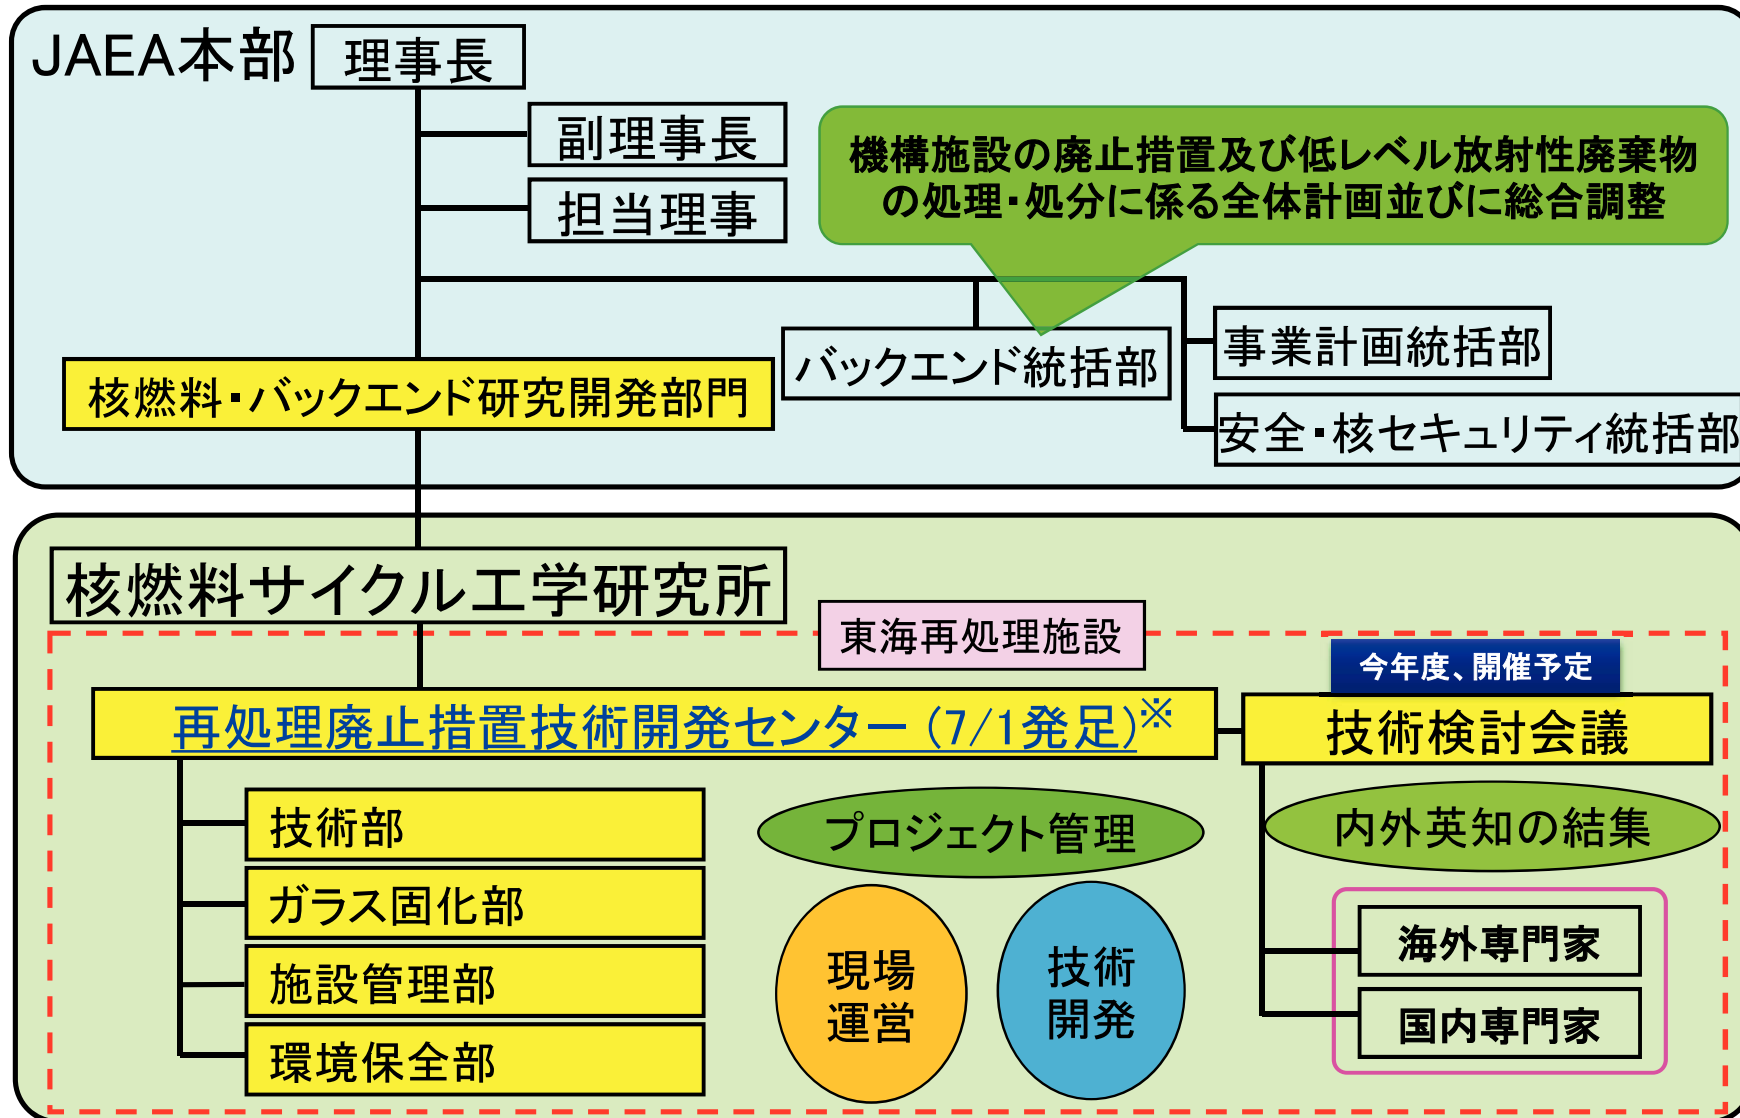 JAEA本部
理事長
副理事長
担当理事
機構施設の廃止措置及び低レベル放射性廃棄物
の処理・処分に係る全体計画並びに総合調整
バックエンド統括部
事業計画統括部
安全・核セキュリティ統括部
核燃料・バックエンド研究開発部門
核燃料サイクル工学研究所
東海再処理施設
今年度、開催予定
再処理廃止措置技術開発センター(7/1発足)※
技術検討会議
技術部
ガラス固化部
施設管理部
環境保全部
プロジェクト管理
現場
運営
技術
開発
内外英知の結集
海外専門家
国内専門家